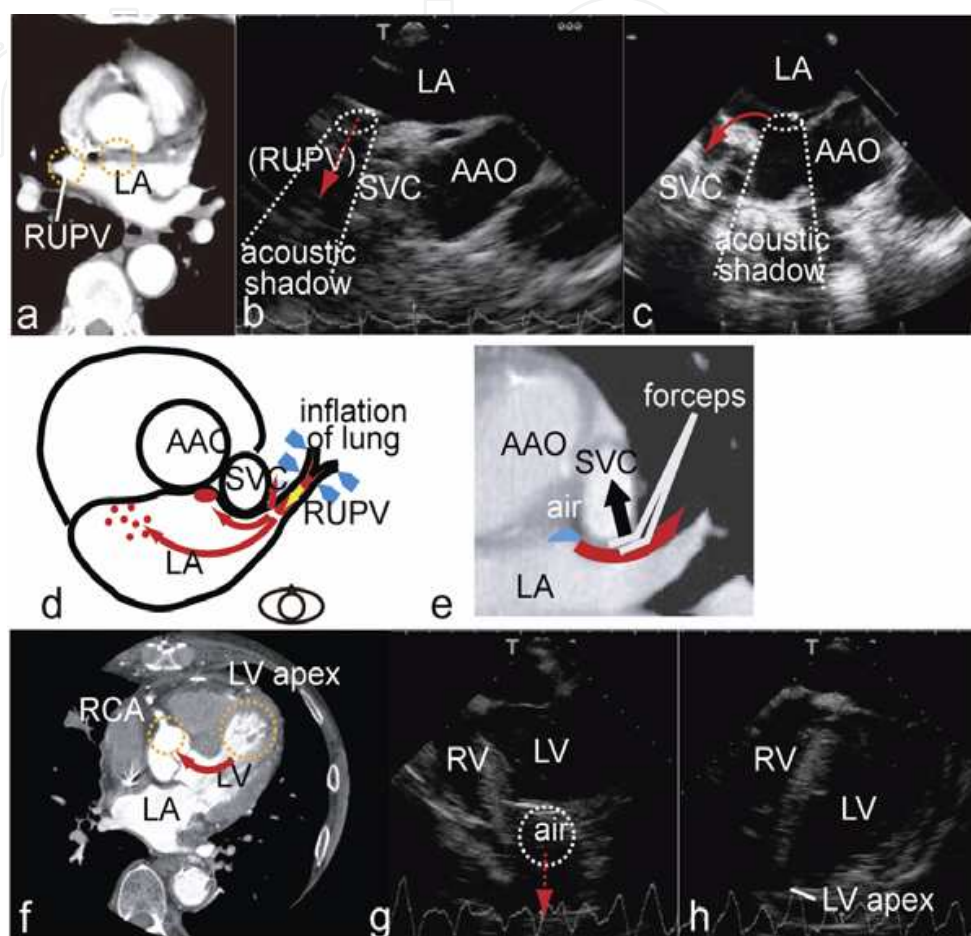 LA
RUPV
a
T
LA
(RUPV)
SVC
AAO
acoustic
shadow
b
LA
SVC
AAO
acoustic
shadow
c
AAO
SVC
inflation
of lung
RUPV
LA
d
forceps
AAO
SVC
air
LA
e
LV apex
RCA
LV
LA
f
T
RV
LV
air
g
T
RV
LV
LV apex
h